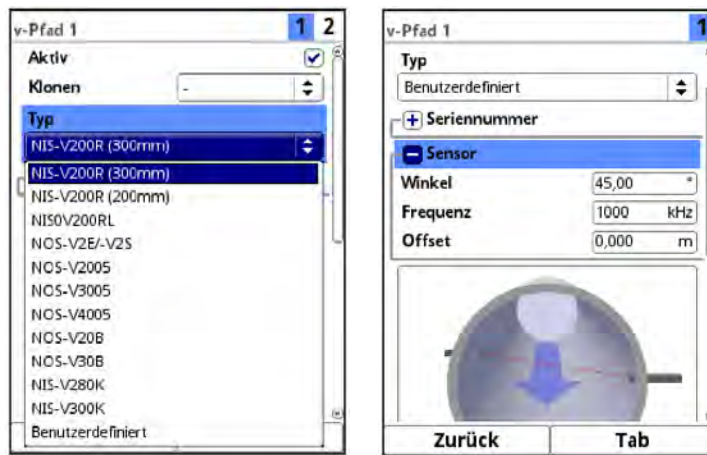 v-Pfad 1
1 2
Aktiv
Klonen
-
Typ
NIS-V200R (300mm)
NIS-V200R (300mm)
NIS-V200R (200mm)
NIS0V200RL
NOS-V2E/-V2S
NOS-V2005
NOS-V3005
NOS-V4005
NOS-V20B
NOS-V30B
NIS-V280K
NIS-V300K
Benutzerdefiniert
v-Pfad 1
1
Typ
Benutzerdefiniert
Seriennummer
Sensor
Winkel 45,00 °
Frequenz 1000 kHz
Offset 0,000 m
Zurück Tab